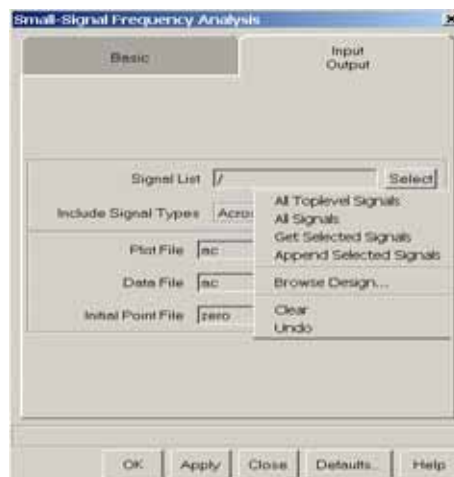 Small-Signal Frequency Analysis
Basic
Input
Output
Signal List /
Select
All Toplevel Signals
All Signals
Get Selected Signals
Append Selected Signals
Browse Design...
Clear
Undo
Include Signal Types Acros
Plot File ac
Data File ac
Initial Point File zero
OK Apply Close Defaults... Help